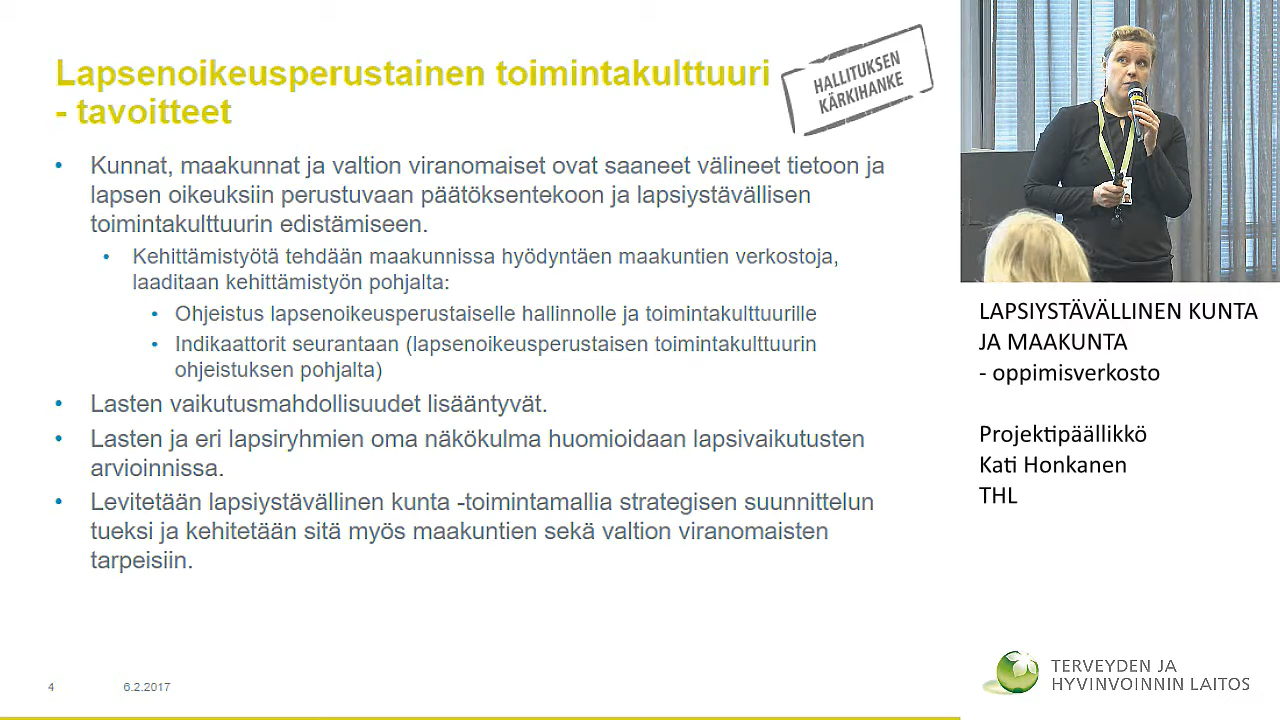 Lapsenoikeusperustainen toimintakulttuuri
- tavoitteet
HALLITUKSEN
KÄRKIHANKE
• Kunnat, maakunnat ja valtion viranomaiset ovat saaneet välineet tietoon ja
lapsen oikeuksiin perustuvaan päätöksentekoon ja lapsiystävällisen
toimintakulttuurin edistämiseen.
• Kehittämistyötä tehdään maakunnissa hyödyntäen maakuntien verkostoja,
laaditaan kehittämistyön pohjalta:
• Ohjeistus lapsenoikeusperustaiselle hallinnolle ja toimintakulttuurille
• Indikaattorit seurantaan (lapsenoikeusperustaisen toimintakulttuurin
ohjeistuksen pohjalta)
• Lasten vaikutusmahdollisuudet lisääntyvät.
• Lasten ja eri lapsiryhmien oma näkökulma huomioidaan lapsivaikutusten
arvioinnissa.
• Levitetään lapsiystävällinen kunta -toimintamallia strategisen suunnittelun
tueksi ja kehitetään sitä myös maakuntien sekä valtion viranomaisten
tarpeisiin.
4
6.2.2017
LAPSIYSTÄVÄLLINEN KUNTA
JA MAAKUNTA
- oppimisverkosto
Projektipäällikkö
Kati Honkanen
THL
TERVEYDEN JA
HYVINVOINNIN LAITOS